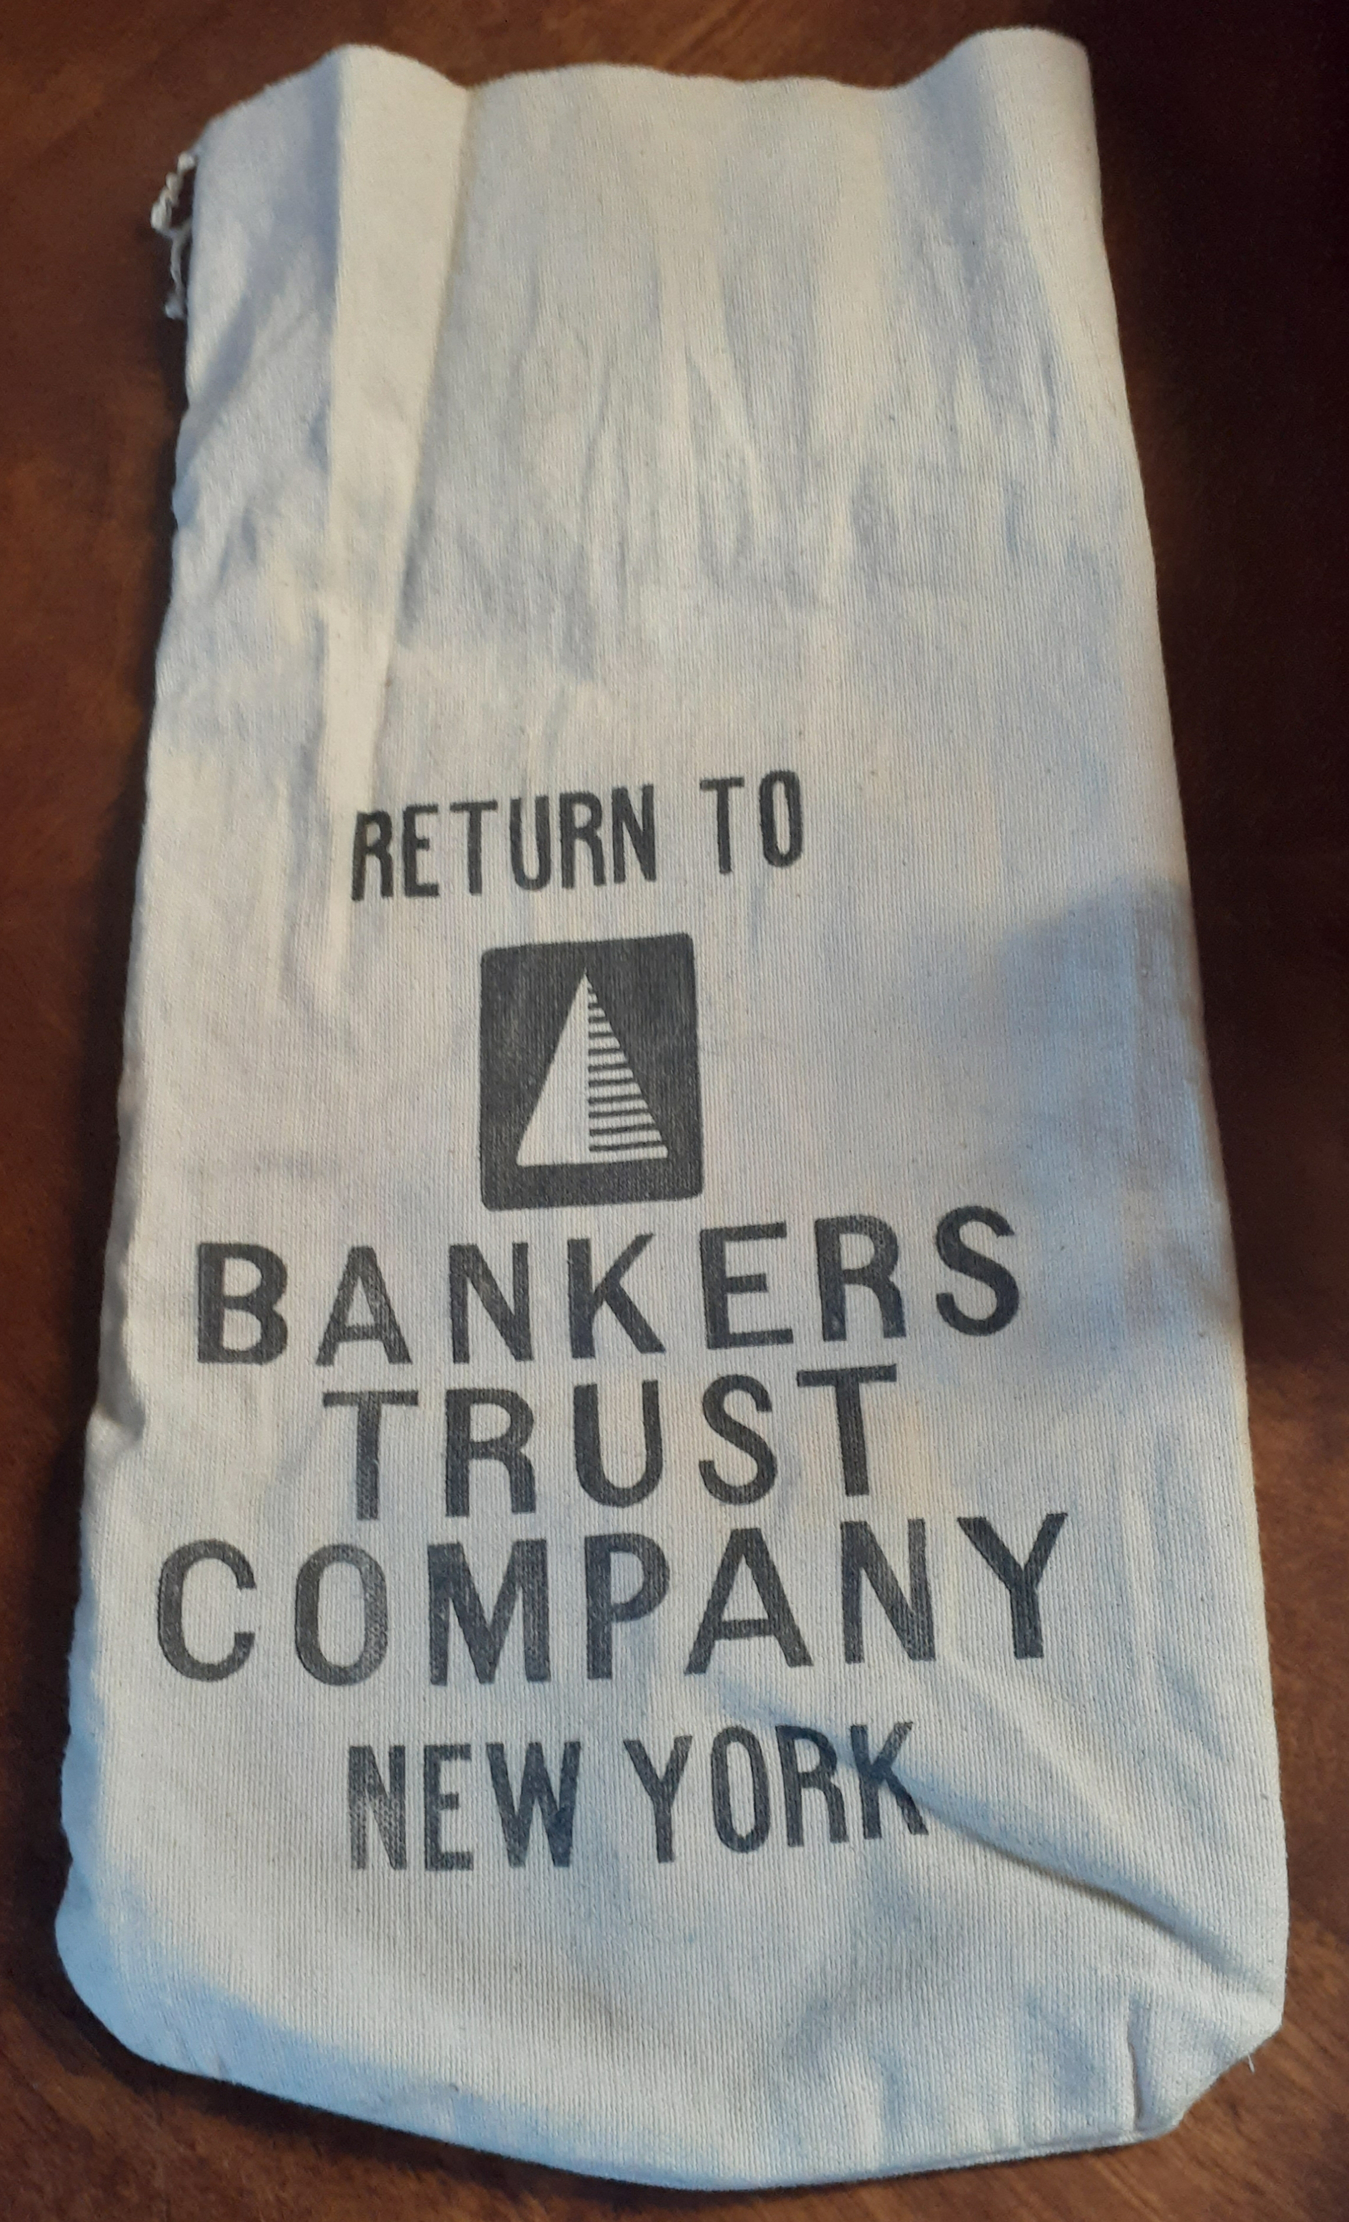 RETURN TO
BANKERS
TRUST
COMPANY
NEW YORK